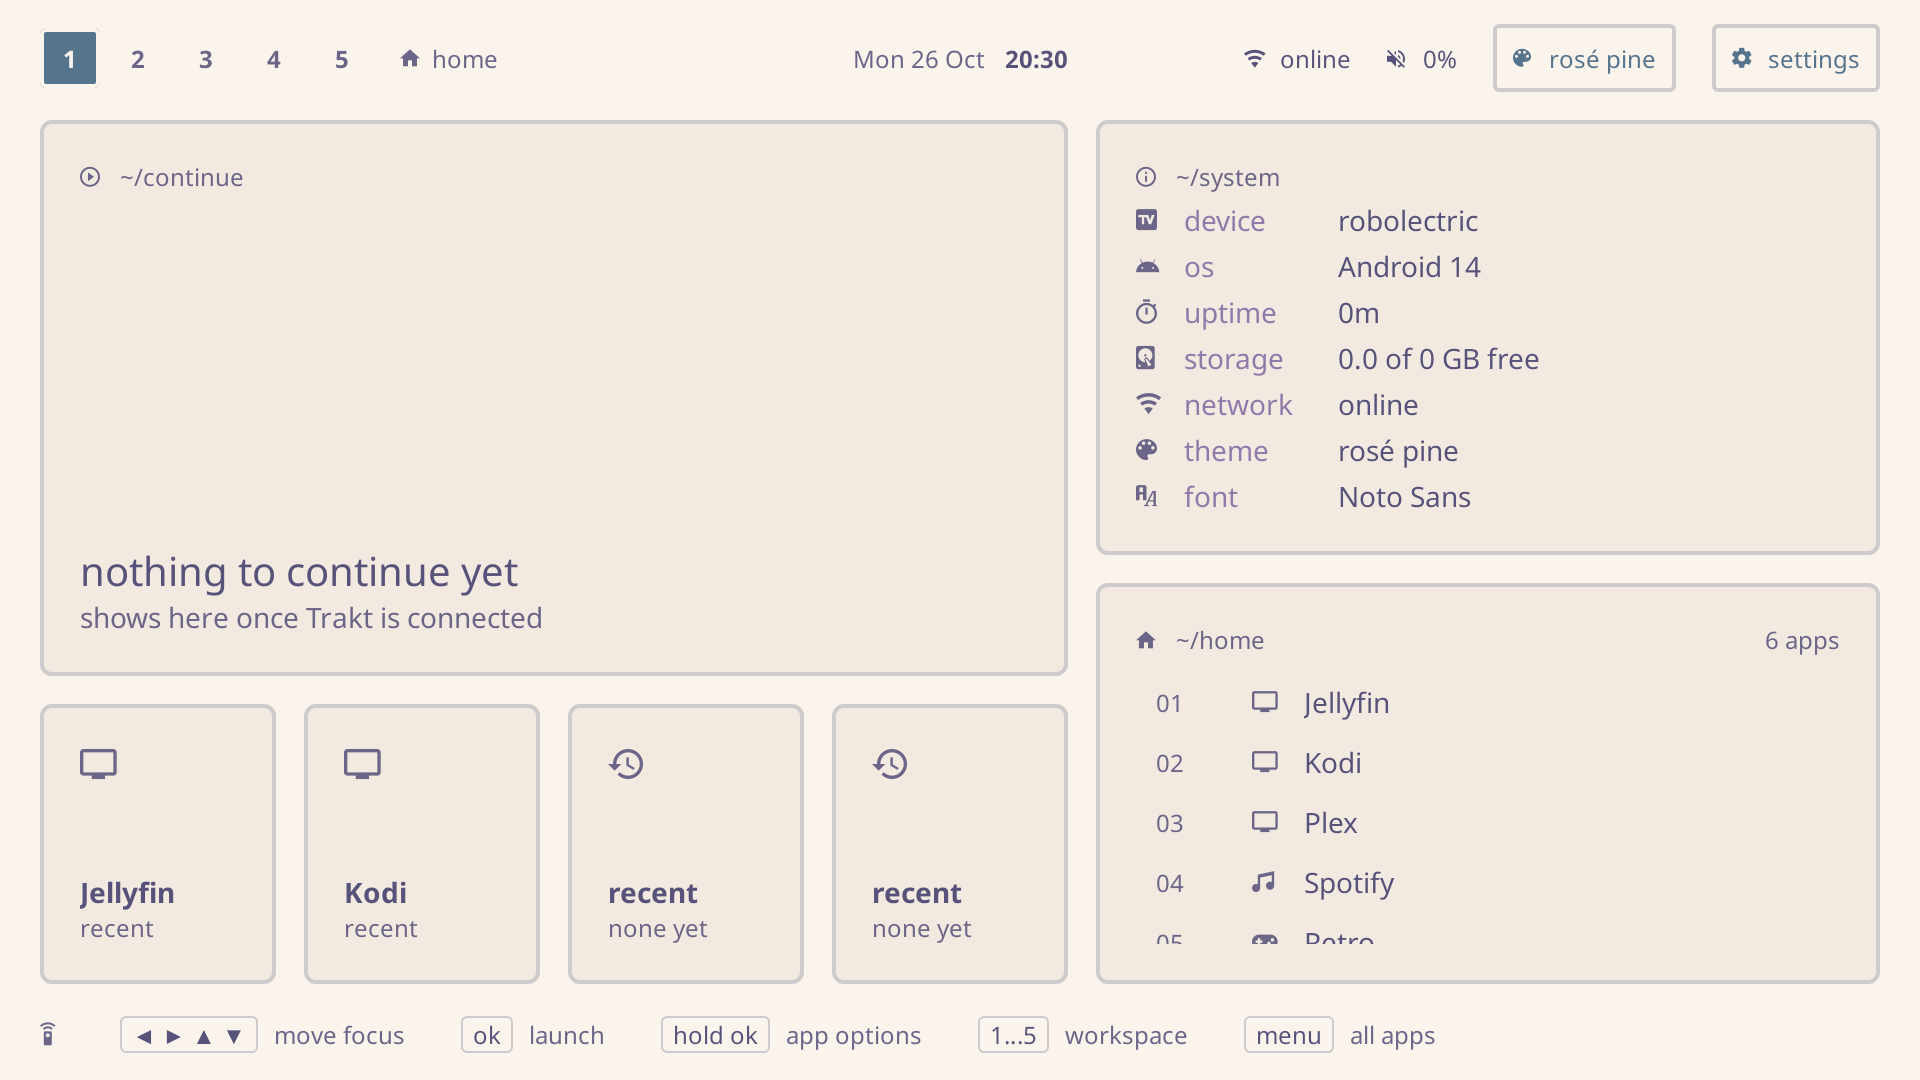 1 2 3 4 5 home Mon 26 Oct 20:30 online 0% rosé pine settings
~/continue
nothing to continue yet
shows here once Trakt is connected
~/system
device robolectric
os Android 14
uptime 0m
storage 0.0 of 0 GB free
network online
theme rosé pine
font Noto Sans
Jellyfin
recent
Kodi
recent
recent
none yet
recent
none yet
~/home 6 apps
01 Jellyfin
02 Kodi
03 Plex
04 Spotify
05 Retro
◀ ▶ ▲ ▼ move focus ok launch hold ok app options 1...5 workspace menu all apps